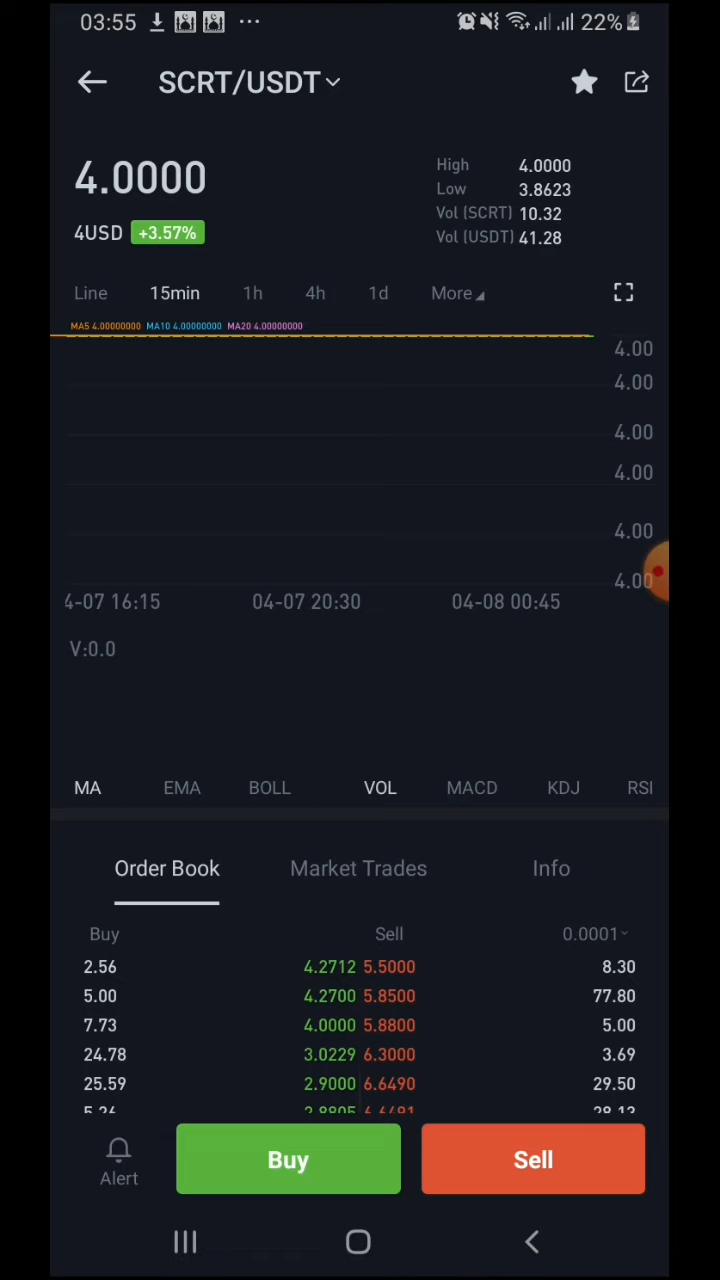 03:55 22%
SCRT/USDT
4.0000
High 4.0000
Low 3.8623
Vol (SCRT) 10.32
Vol (USDT) 41.28
4USD +3.57%
Line 15min 1h 4h 1d More
MA5 4.00000000 MA10 4.00000000 MA20 4.00000000
4.00
4.00
4.00
4.00
4.00
4.00
4-07 16:15 04-07 20:30 04-08 00:45
V:0.0
MA EMA BOLL VOL MACD KDJ RSI
Order Book Market Trades Info
Buy Sell 0.0001
2.56 4.2712 5.5000 8.30
5.00 4.2700 5.8500 77.80
7.73 4.0000 5.8800 5.00
24.78 3.0229 6.3000 3.69
25.59 2.9000 6.6490 29.50
Alert Buy Sell